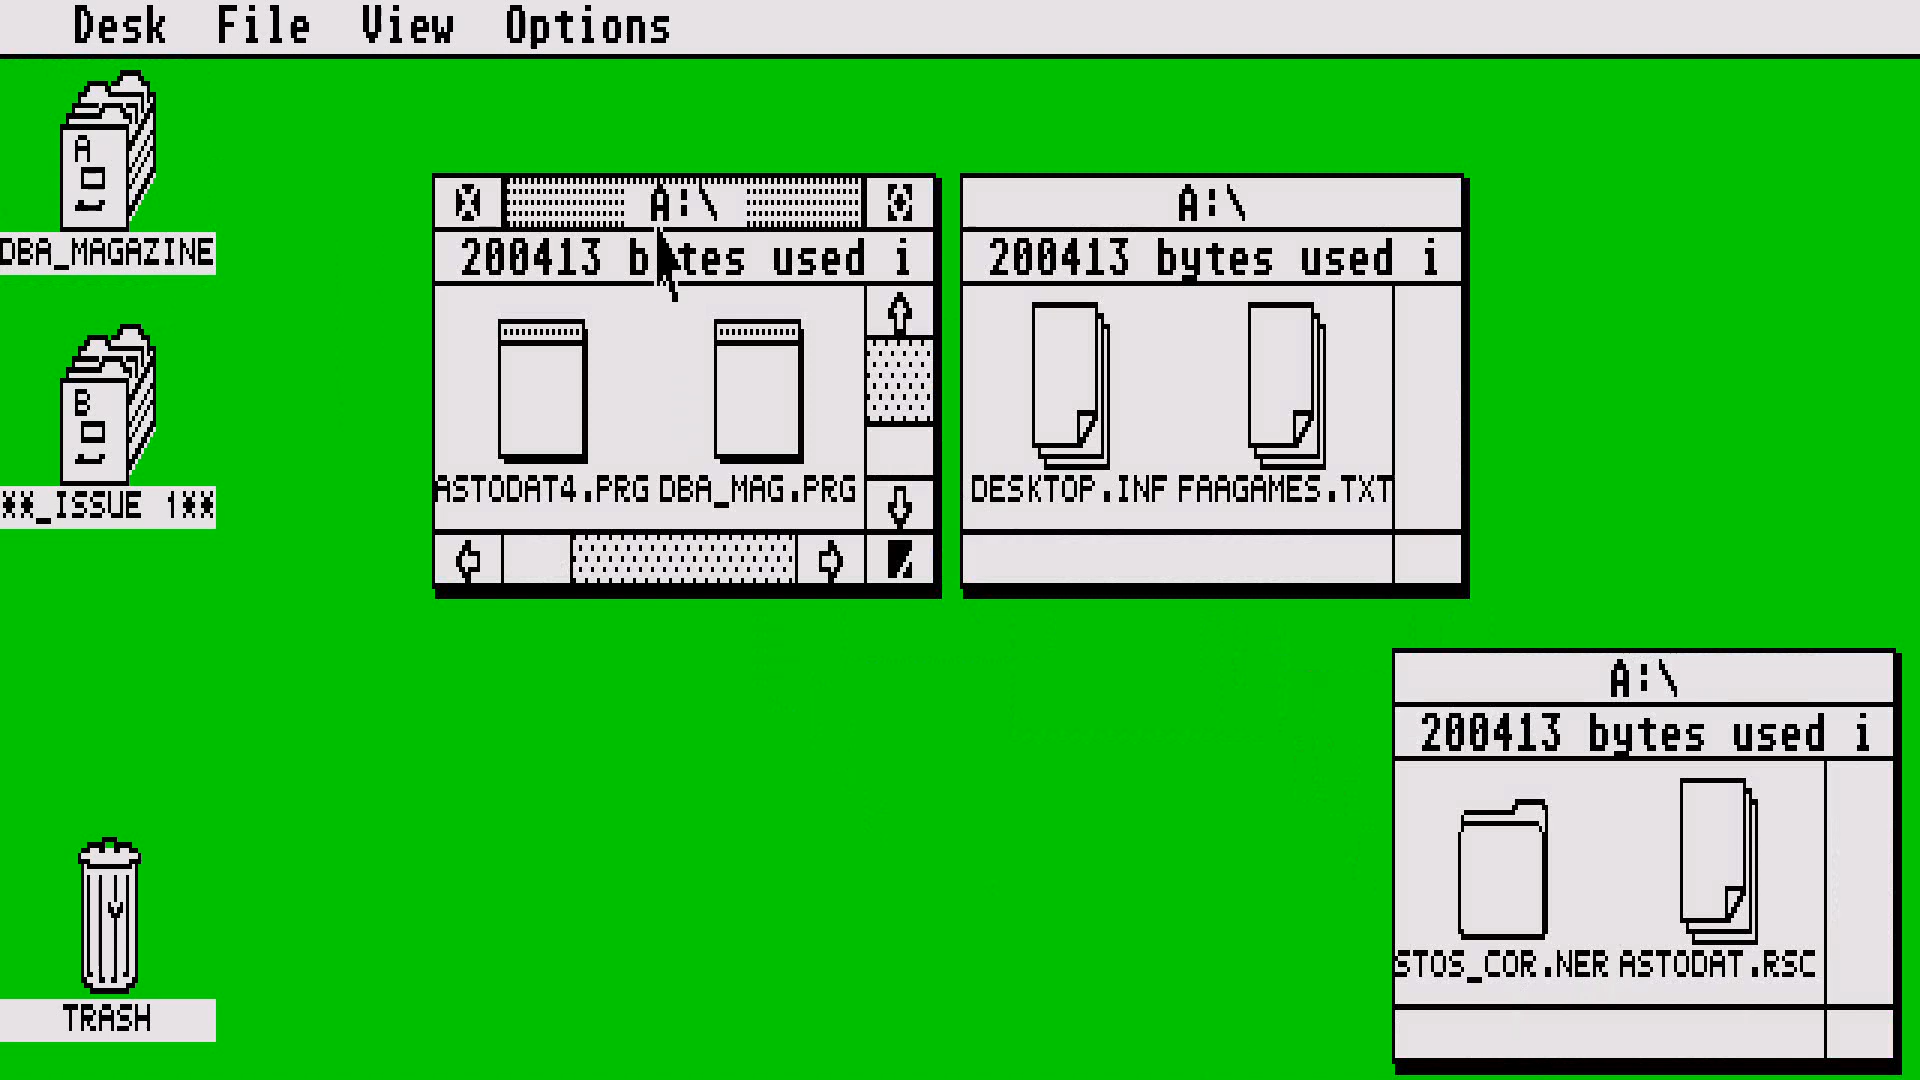 Desk File View Options
A
DBA_MAGAZINE
B
**_ISSUE 1**
TRASH
A:\
200413 bytes used i
ASTODAT4.PRG DBA_MAG.PRG
A:\
200413 bytes used i
DESKTOP.INF FAAGAMES.TXT
A:\
200413 bytes used i
STOS_COR.NER ASTODAT.RSC